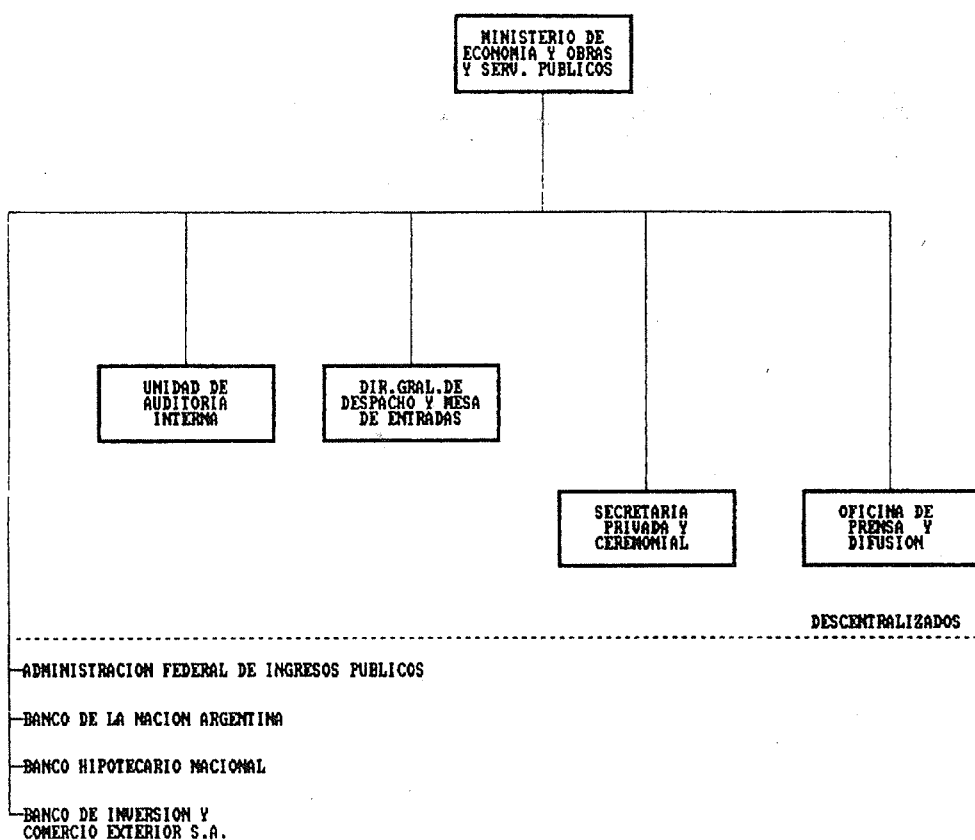 MINISTERIO DE
ECONOMIA Y OBRAS
Y SERV. PUBLICOS
UNIDAD DE
AUDITORIA
INTERNA
DIR.GRAL.DE
DESPACHO Y MESA
DE ENTRADAS
SECRETARIA
PRIVADA Y
CEREMONIAL
OFICINA DE
PRENSA Y
DIFUSION
DESCENTRALIZADOS
ADMINISTRACION FEDERAL DE INGRESOS PUBLICOS
BANCO DE LA NACION ARGENTINA
BANCO HIPOTECARIO NACIONAL
BANCO DE INVERSION Y
COMERCIO EXTERIOR S.A.